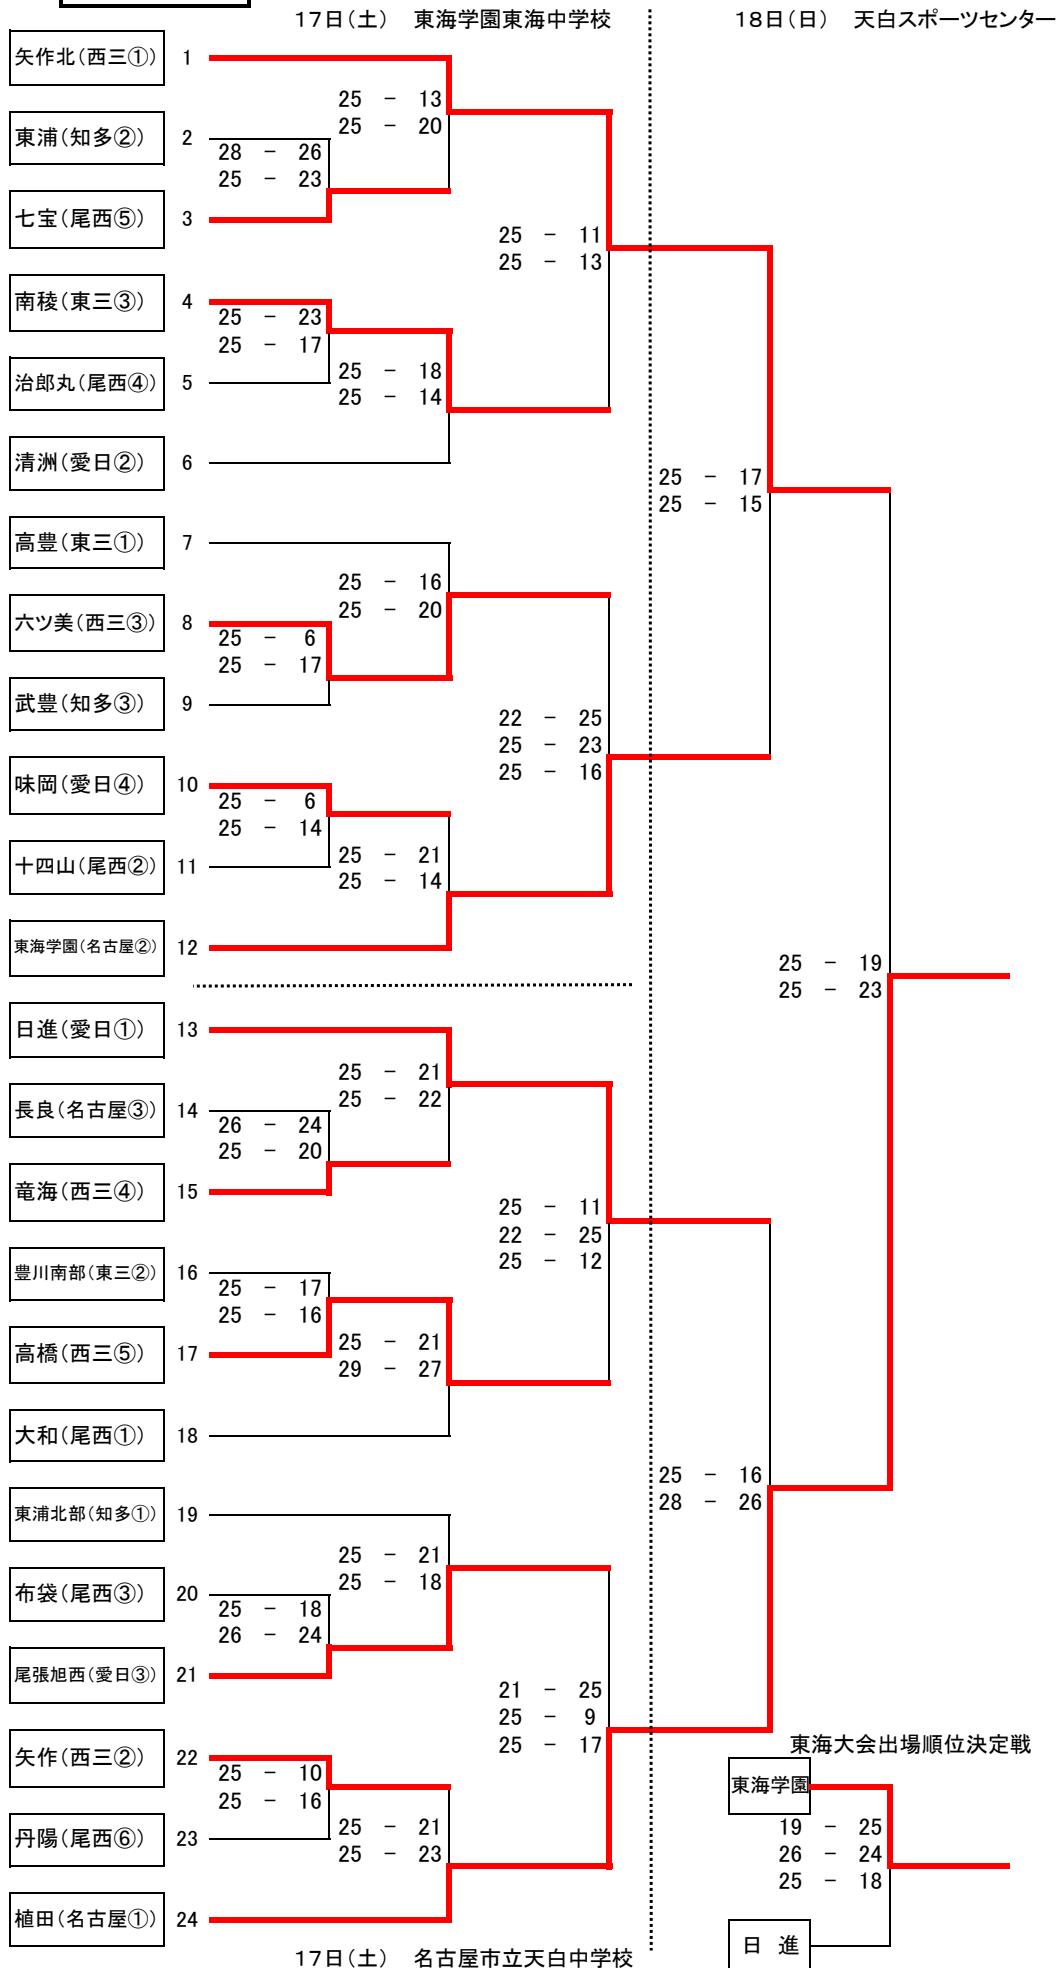 17日(土)　東海学園東海中学校
18日(日)　天白スポーツセンター
矢作北(西三①) 1
25 － 13
25 － 20
東浦(知多②) 2
28 － 26
25 － 23
七宝(尾西⑤) 3
25 － 11
25 － 13
南稜(東三③) 4
25 － 23
25 － 17
治郎丸(尾西④) 5
25 － 18
25 － 14
清洲(愛日②) 6
25 － 17
25 － 15
高豊(東三①) 7
25 － 16
25 － 20
六ツ美(西三③) 8
25 － 6
25 － 17
武豊(知多③) 9
22 － 25
25 － 23
25 － 16
味岡(愛日④) 10
25 － 6
25 － 14
十四山(尾西②) 11
25 － 21
25 － 14
東海学園(名古屋②) 12
25 － 19
25 － 23
日進(愛日①) 13
25 － 21
25 － 22
長良(名古屋③) 14
26 － 24
25 － 20
竜海(西三④) 15
25 － 11
22 － 25
25 － 12
豊川南部(東三②) 16
25 － 17
25 － 16
高橋(西三⑤) 17
25 － 21
29 － 27
大和(尾西①) 18
25 － 16
28 － 26
東浦北部(知多①) 19
25 － 21
25 － 18
布袋(尾西③) 20
25 － 18
26 － 24
尾張旭西(愛日③) 21
21 － 25
25 － 9
25 － 17
矢作(西三②) 22
25 － 10
25 － 16
丹陽(尾西⑥) 23
25 － 21
25 － 23
植田(名古屋①) 24
東海大会出場順位決定戦
東海学園
19 － 25
26 － 24
25 － 18
日 進
17日(土)　名古屋市立天白中学校